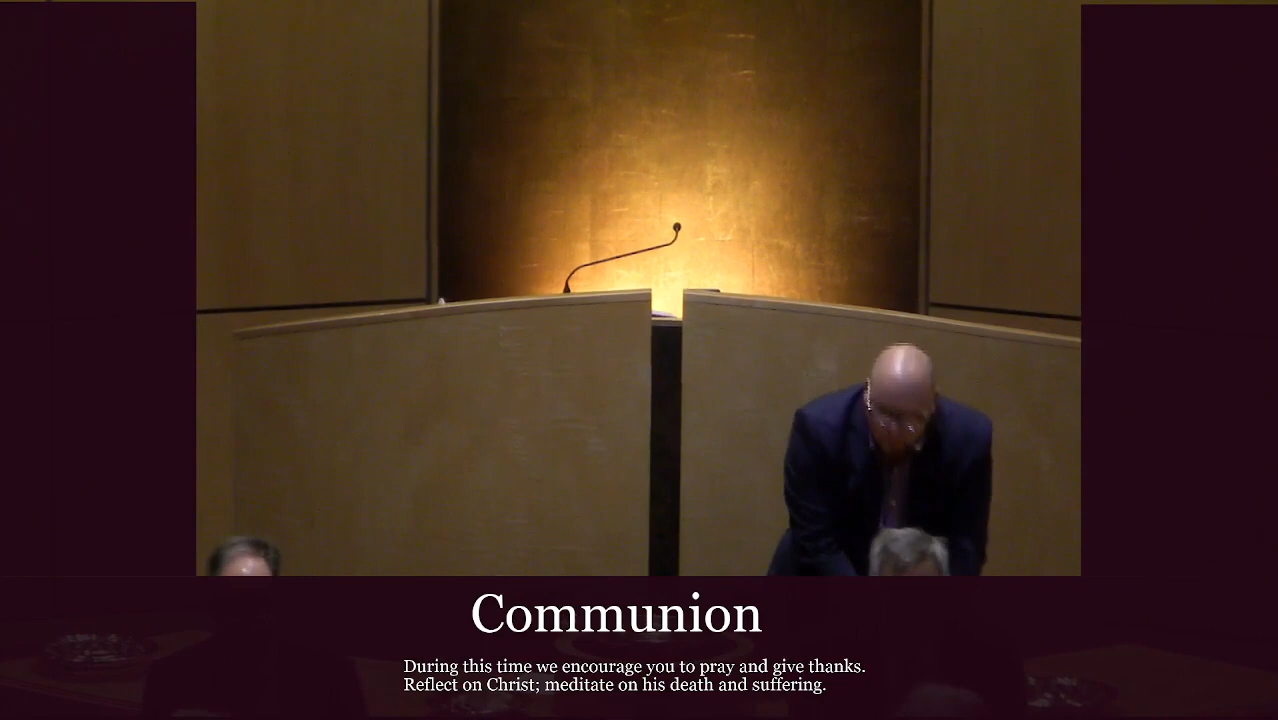 Communion
During this time we encourage you to pray and give thanks.
Reflect on Christ; meditate on his death and suffering.